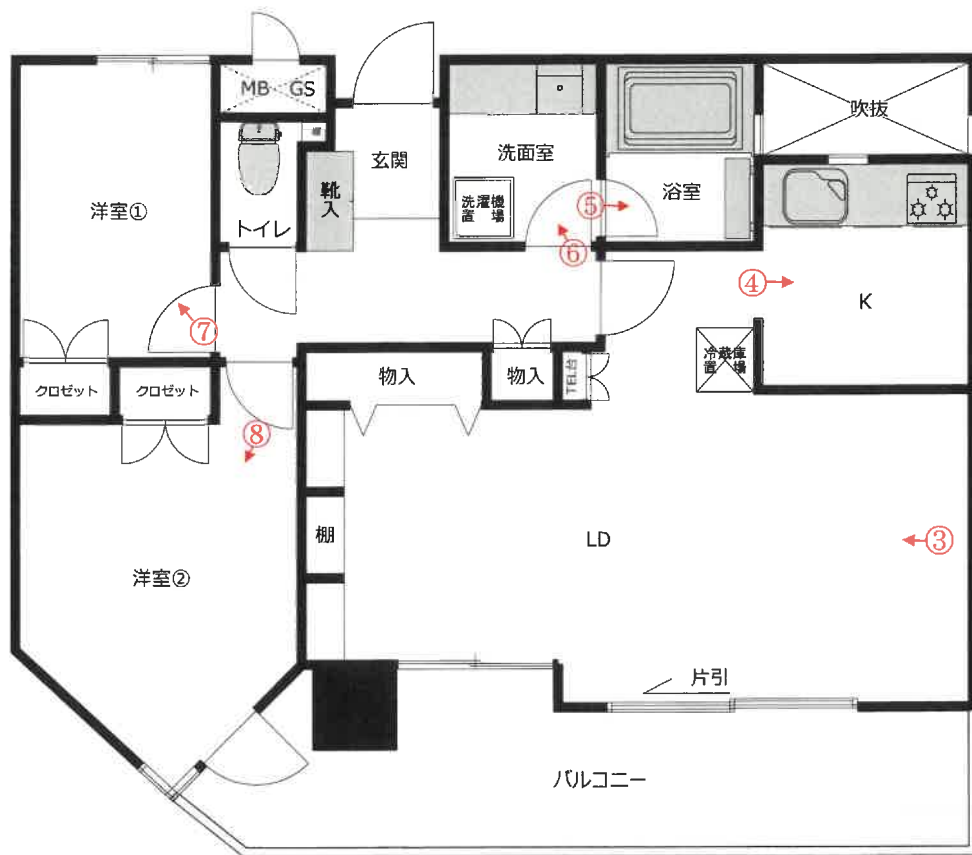 MB GS
吹抜
玄関
洗面室
靴入
洋室①
トイレ
洗濯機
置場
浴室
⑤
⑥
④
K
⑦
冷蔵庫
置場
物入
物入
TEL台
クロゼット
クロゼット
⑧
棚
LD
③
洋室②
片引
バルコニー